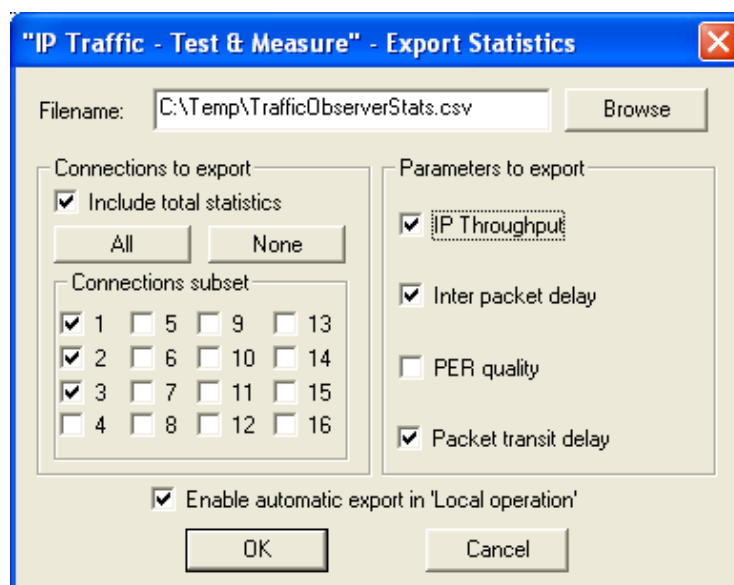 "IP Traffic - Test & Measure" - Export Statistics
Filename:
C:\Temp\TrafficObserverStats.csv
Browse
Connections to export
Include total statistics
All
None
Connections subset
1 5 9 13
2 6 10 14
3 7 11 15
4 8 12 16
Parameters to export
IP Throughput
Inter packet delay
PER quality
Packet transit delay
Enable automatic export in 'Local operation'
OK
Cancel